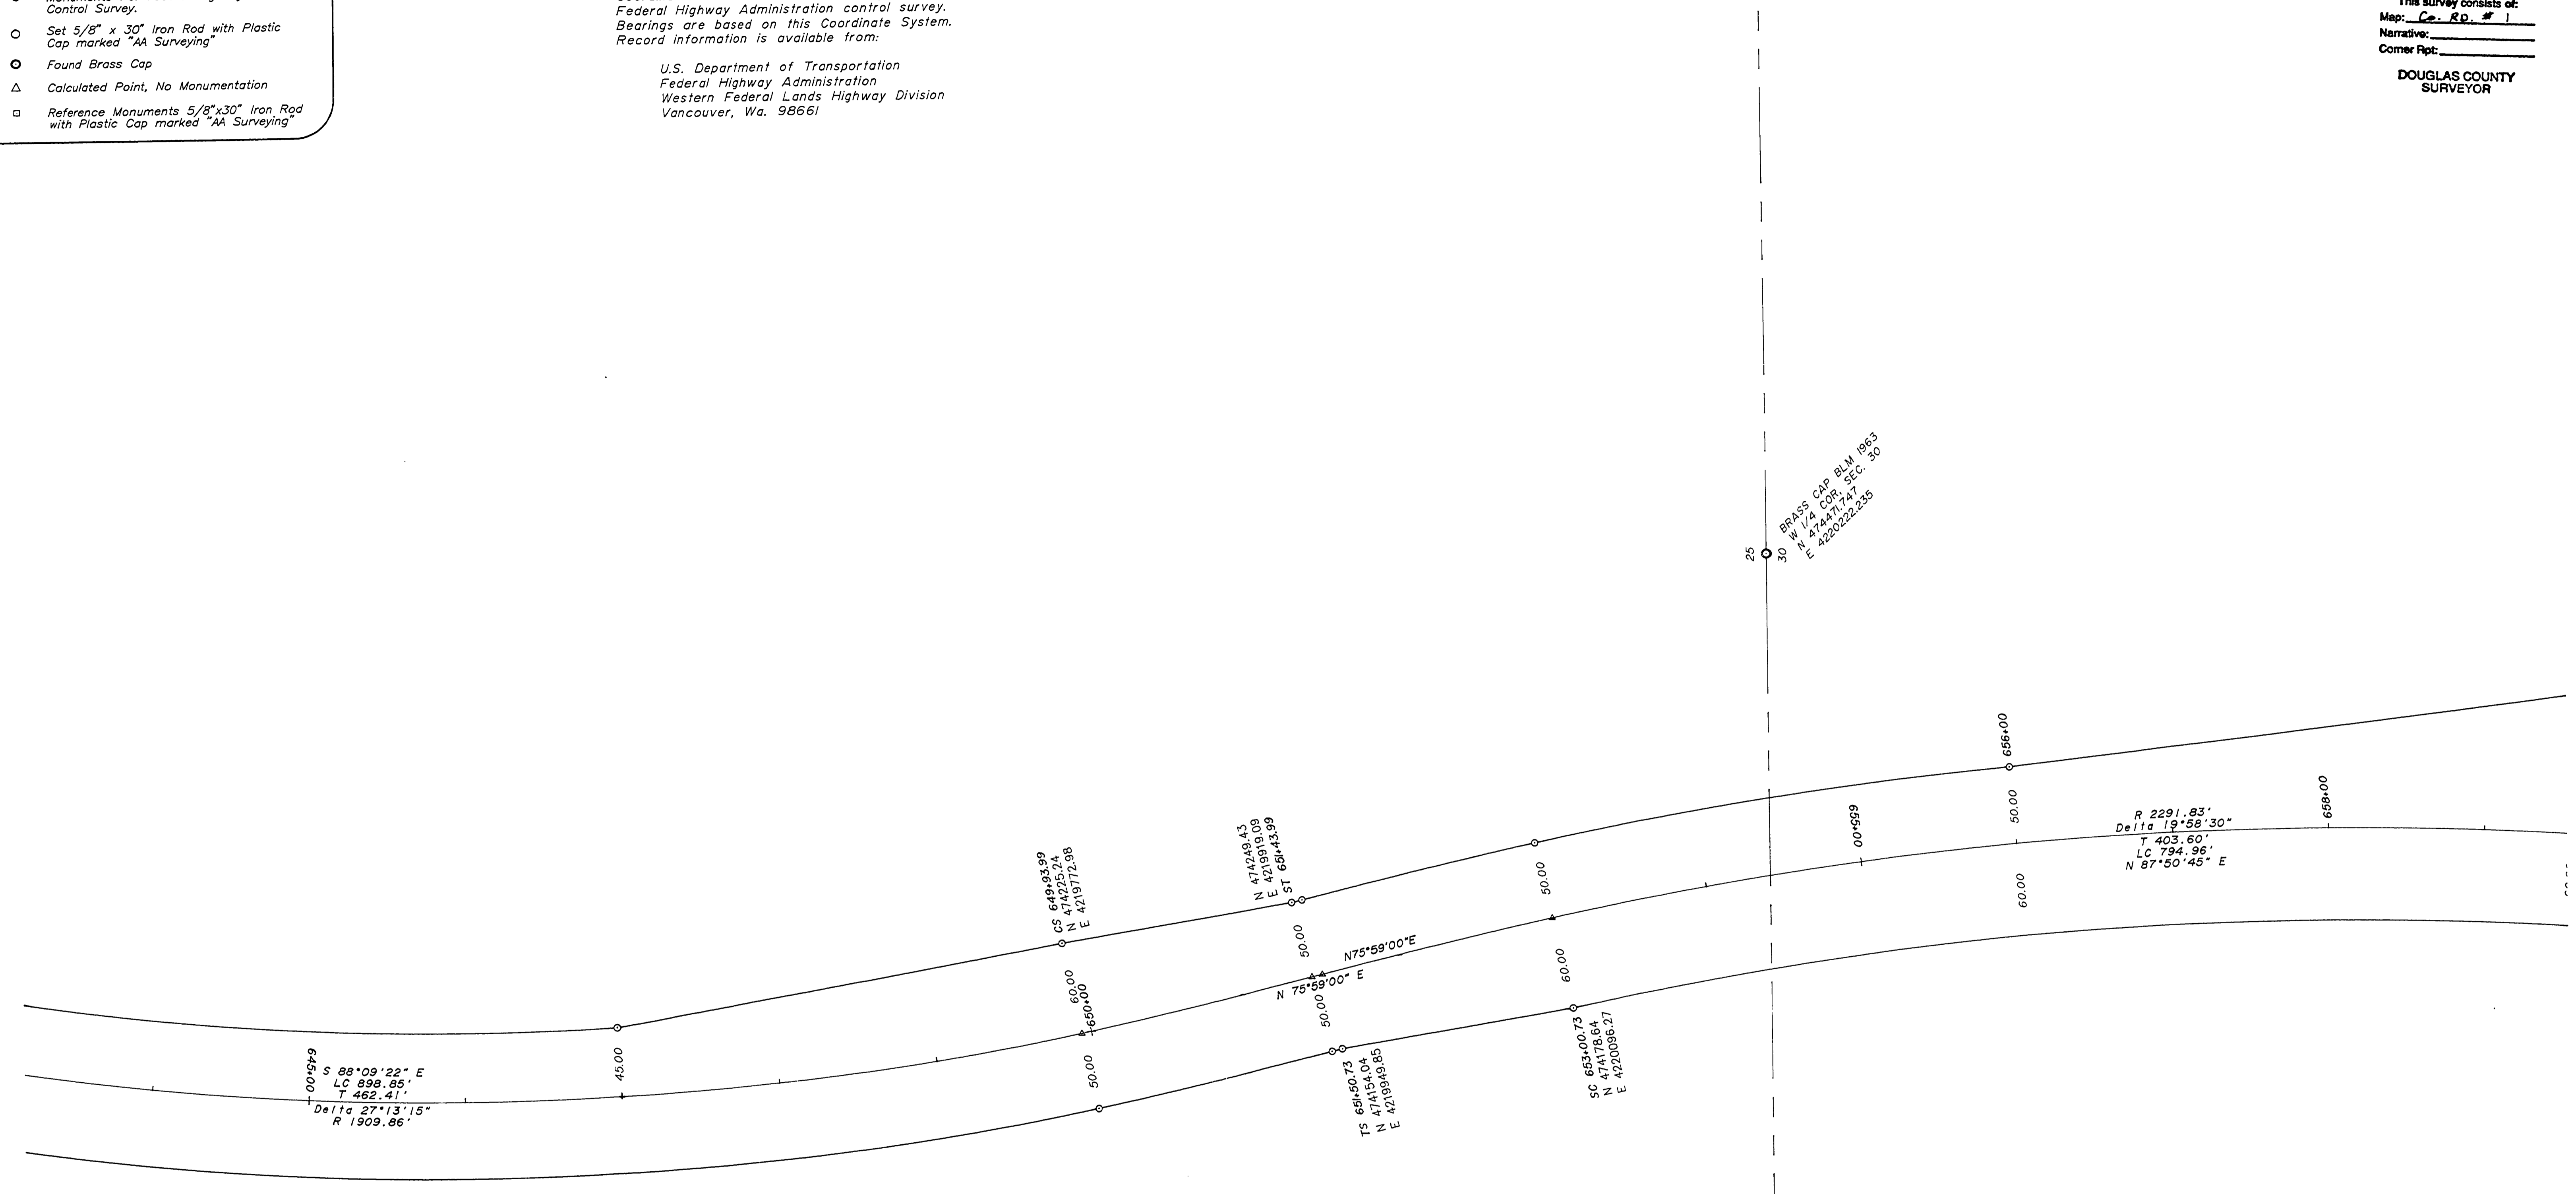 Control Survey.
Set 5/8" x 30" Iron Rod with Plastic
Cap marked "AA Surveying"
Found Brass Cap
Calculated Point, No Monumentation
Reference Monuments 5/8"x30" Iron Rod
with Plastic Cap marked "AA Surveying"
Federal Highway Administration control survey.
Bearings are based on this Coordinate System.
Record information is available from:
U.S. Department of Transportation
Federal Highway Administration
Western Federal Lands Highway Division
Vancouver, Wa. 98661
This survey consists of:
Map: Co. RD. # 1
Narrative:
Corner Rpt:
DOUGLAS COUNTY
SURVEYOR
BRASS CAP BLM 1963
W 1/4 COR. SEC. 30
N 474471.747
E 4220222.235
25
30
645+00
S 88°09'22" E
LC 898.85'
T 462.41'
Delta 27°13'15"
R 1909.86'
45.00
CS 649+93.99
N 474225.24
E 4219772.98
60.00
650+00
50.00
N 474249.43
E 4219919.09
ST 651+43.99
50.00
N75°59'00"E
N 75°59'00" E
50.00
TS 651+50.73
N 474154.04
E 4219949.85
50.00
60.00
SC 653+00.73
N 474178.64
E 4220096.27
655+00
656+00
50.00
60.00
R 2291.83'
Delta 19°58'30"
T 403.60'
LC 794.96'
N 87°50'45" E
658+00